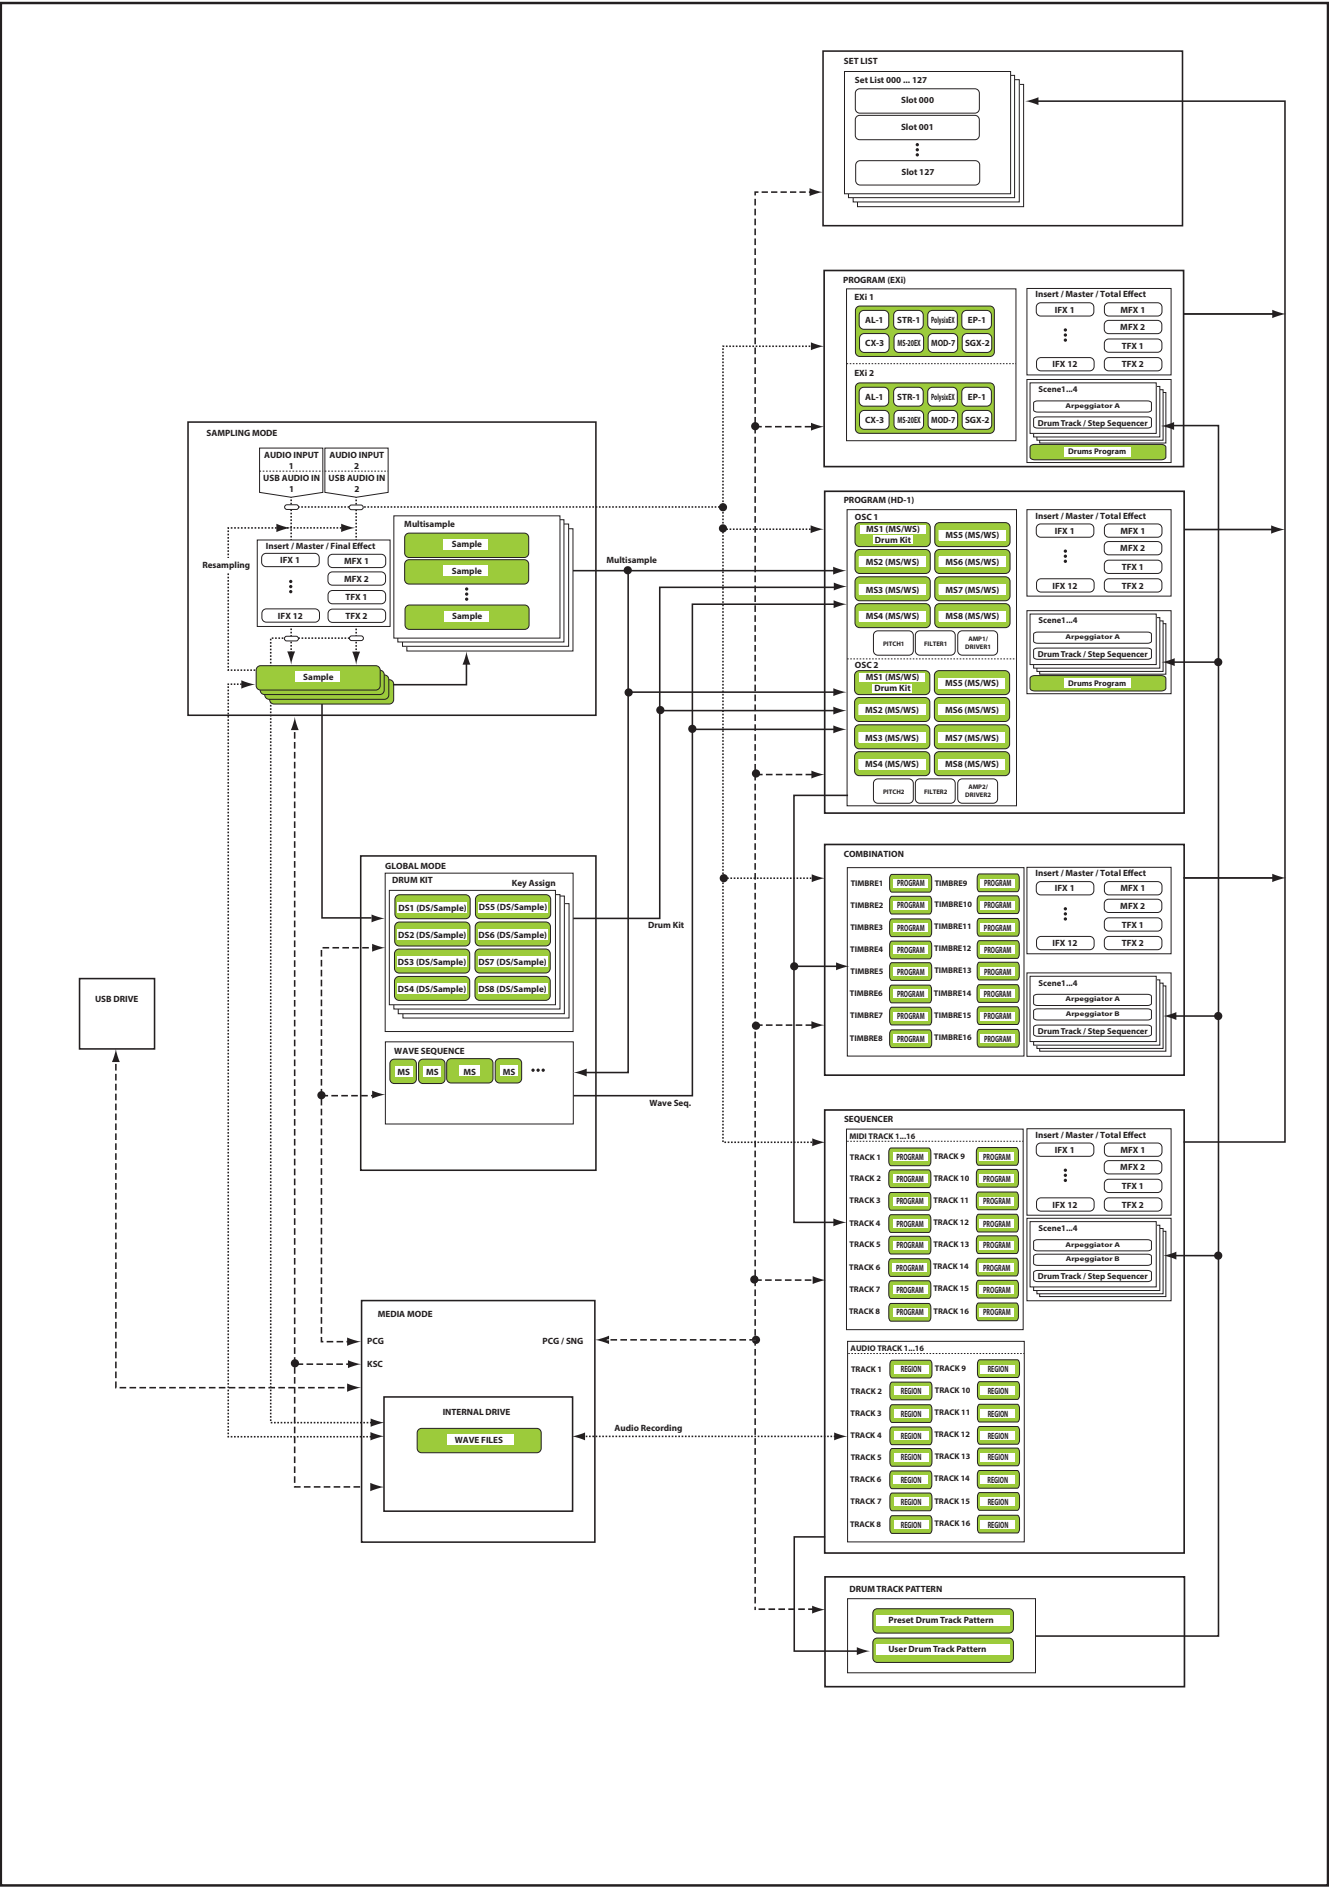 SET LIST
Set List 000 ... 127
Slot 000
Slot 001
Slot 127
PROGRAM (EXi)
EXi 1
AL-1 STR-1 PolysixEX EP-1
CX-3 MS-20EX MOD-7 SGX-2
EXi 2
AL-1 STR-1 PolysixEX EP-1
CX-3 MS-20EX MOD-7 SGX-2
Insert / Master / Total Effect
IFX 1 MFX 1
MFX 2
TFX 1
IFX 12 TFX 2
Scene1...4
Arpeggiator A
Drum Track / Step Sequencer
Drums Program
SAMPLING MODE
AUDIO INPUT 1
AUDIO INPUT 2
USB AUDIO IN 1
USB AUDIO IN 2
Resampling
Insert / Master / Final Effect
IFX 1 MFX 1
MFX 2
TFX 1
IFX 12 TFX 2
Sample
Multisample
Sample
Sample
Sample
Multisample
PROGRAM (HD-1)
OSC 1
MS1 (MS/WS)
Drum Kit
MS5 (MS/WS)
MS2 (MS/WS) MS6 (MS/WS)
MS3 (MS/WS) MS7 (MS/WS)
MS4 (MS/WS) MS8 (MS/WS)
PITCH1 FILTER1 AMP1/
DRIVER1
OSC 2
MS1 (MS/WS)
Drum Kit
MS5 (MS/WS)
MS2 (MS/WS) MS6 (MS/WS)
MS3 (MS/WS) MS7 (MS/WS)
MS4 (MS/WS) MS8 (MS/WS)
PITCH2 FILTER2 AMP2/
DRIVER2
Insert / Master / Total Effect
IFX 1 MFX 1
MFX 2
TFX 1
IFX 12 TFX 2
Scene1...4
Arpeggiator A
Drum Track / Step Sequencer
Drums Program
GLOBAL MODE
DRUM KIT
Key Assign
DS1 (DS/Sample) DS5 (DS/Sample)
DS2 (DS/Sample) DS6 (DS/Sample)
DS3 (DS/Sample) DS7 (DS/Sample)
DS4 (DS/Sample) DS8 (DS/Sample)
Drum Kit
WAVE SEQUENCE
MS MS MS MS
Wave Seq.
COMBINATION
TIMBRE1 PROGRAM TIMBRE9 PROGRAM
TIMBRE2 PROGRAM TIMBRE10 PROGRAM
TIMBRE3 PROGRAM TIMBRE11 PROGRAM
TIMBRE4 PROGRAM TIMBRE12 PROGRAM
TIMBRE5 PROGRAM TIMBRE13 PROGRAM
TIMBRE6 PROGRAM TIMBRE14 PROGRAM
TIMBRE7 PROGRAM TIMBRE15 PROGRAM
TIMBRE8 PROGRAM TIMBRE16 PROGRAM
Insert / Master / Total Effect
IFX 1 MFX 1
MFX 2
TFX 1
IFX 12 TFX 2
Scene1...4
Arpeggiator A
Arpeggiator B
Drum Track / Step Sequencer
USB DRIVE
SEQUENCER
MIDI TRACK 1...16
TRACK 1 PROGRAM TRACK 9 PROGRAM
TRACK 2 PROGRAM TRACK 10 PROGRAM
TRACK 3 PROGRAM TRACK 11 PROGRAM
TRACK 4 PROGRAM TRACK 12 PROGRAM
TRACK 5 PROGRAM TRACK 13 PROGRAM
TRACK 6 PROGRAM TRACK 14 PROGRAM
TRACK 7 PROGRAM TRACK 15 PROGRAM
TRACK 8 PROGRAM TRACK 16 PROGRAM
Insert / Master / Total Effect
IFX 1 MFX 1
MFX 2
TFX 1
IFX 12 TFX 2
Scene1...4
Arpeggiator A
Arpeggiator B
Drum Track / Step Sequencer
AUDIO TRACK 1...16
TRACK 1 REGION TRACK 9 REGION
TRACK 2 REGION TRACK 10 REGION
TRACK 3 REGION TRACK 11 REGION
TRACK 4 REGION TRACK 12 REGION
TRACK 5 REGION TRACK 13 REGION
TRACK 6 REGION TRACK 14 REGION
TRACK 7 REGION TRACK 15 REGION
TRACK 8 REGION TRACK 16 REGION
MEDIA MODE
PCG
PCG / SNG
KSC
INTERNAL DRIVE
WAVE FILES
Audio Recording
DRUM TRACK PATTERN
Preset Drum Track Pattern
User Drum Track Pattern